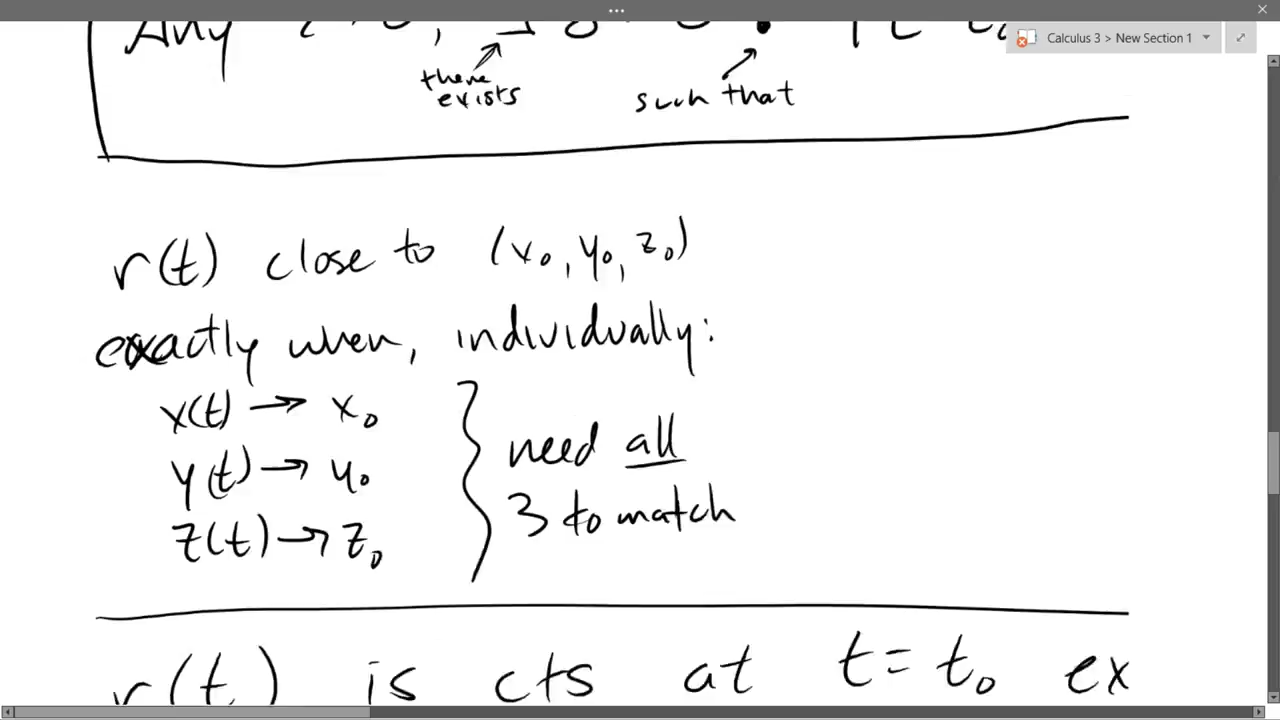 Any
there
exists
such that
Calculus 3 > New Section 1
r(t) close to (x₀, y₀, z₀)
exactly when, individually:
x(t) → x₀
y(t) → y₀
z(t) → z₀
need all
3 to match
r(t) is cts at t = t₀ ex